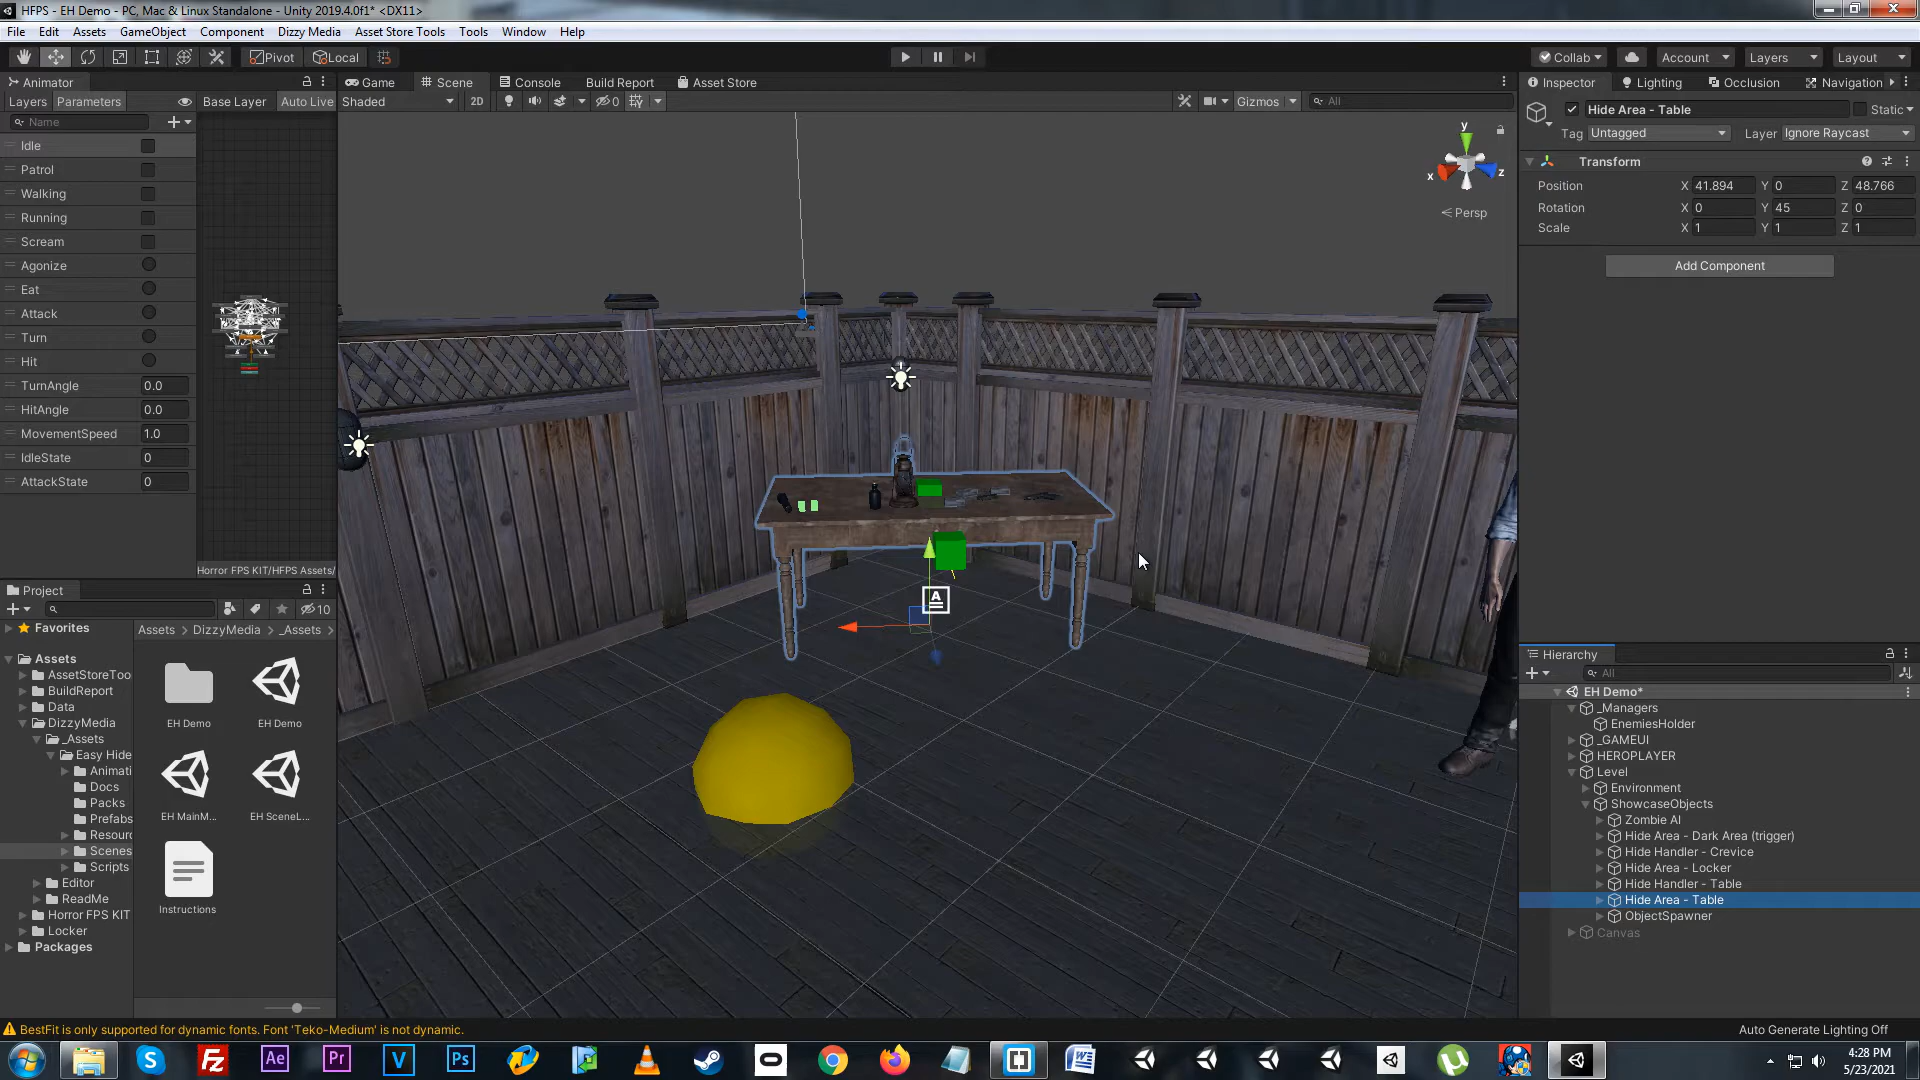 HFPS - EH Demo - PC, Mac & Linux Standalone - Unity 2019.4.0f1* <DX11>
File Edit Assets GameObject Component Dizzy Media Asset Store Tools Tools Window Help
Pivot Local Collab Account Layers Layout
Animator
Layers Parameters Base Layer Auto Live
Name
Idle
Patrol
Walking
Running
Scream
Agonize
Eat
Attack
Turn
Hit
TurnAngle 0.0
HitAngle 0.0
MovementSpeed 1.0
IdleState 0
AttackState 0
Horror FPS KIT/HFPS Assets/
Game Scene Console Build Report Asset Store
Shaded 2D 0 Gizmos All
y
x
z
Persp
A
Inspector Lighting Occlusion Navigation
Hide Area - Table Static
Tag Untagged Layer Ignore Raycast
Transform
Position X 41.894 Y 0 Z 48.766
Rotation X 0 Y 45 Z 0
Scale X 1 Y 1 Z 1
Add Component
Hierarchy
All
EH Demo*
_Managers
EnemiesHolder
_GAMEUI
HEROPLAYER
Level
Environment
ShowcaseObjects
Zombie AI
Hide Area - Dark Area (trigger)
Hide Handler - Crevice
Hide Area - Locker
Hide Handler - Table
Hide Area - Table
ObjectSpawner
Canvas
Project
10
Favorites
Assets
AssetStoreToo
BuildReport
Data
DizzyMedia
_Assets
Easy Hide
Animati
Docs
Packs
Prefabs
Resourc
Scenes
Scripts
Editor
ReadMe
Horror FPS KIT
Locker
Packages
Assets DizzyMedia _Assets
EH Demo EH Demo
EH MainM... EH SceneL...
Instructions
BestFit is only supported for dynamic fonts. Font 'Teko-Medium' is not dynamic.
Auto Generate Lighting Off
S Fz Ae Pr V Ps W
4:28 PM
5/23/2021